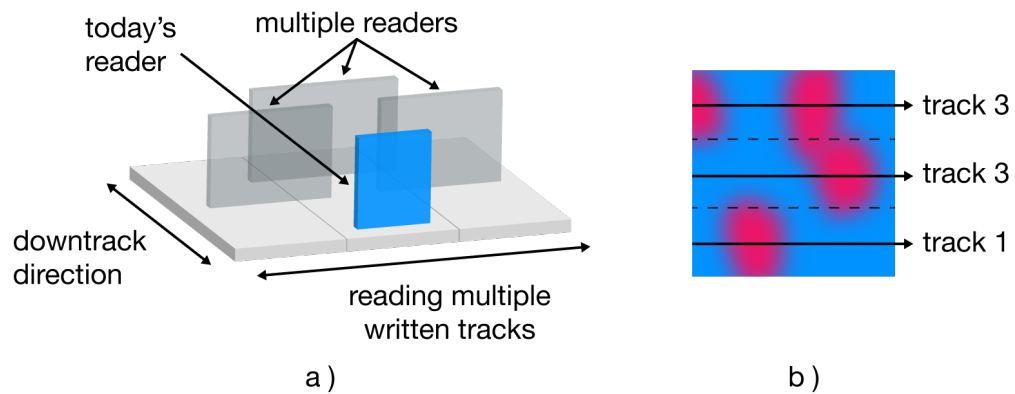 today's
reader
multiple readers
downtrack
direction
reading multiple
written tracks
a )
track 3
track 3
track 1
b )